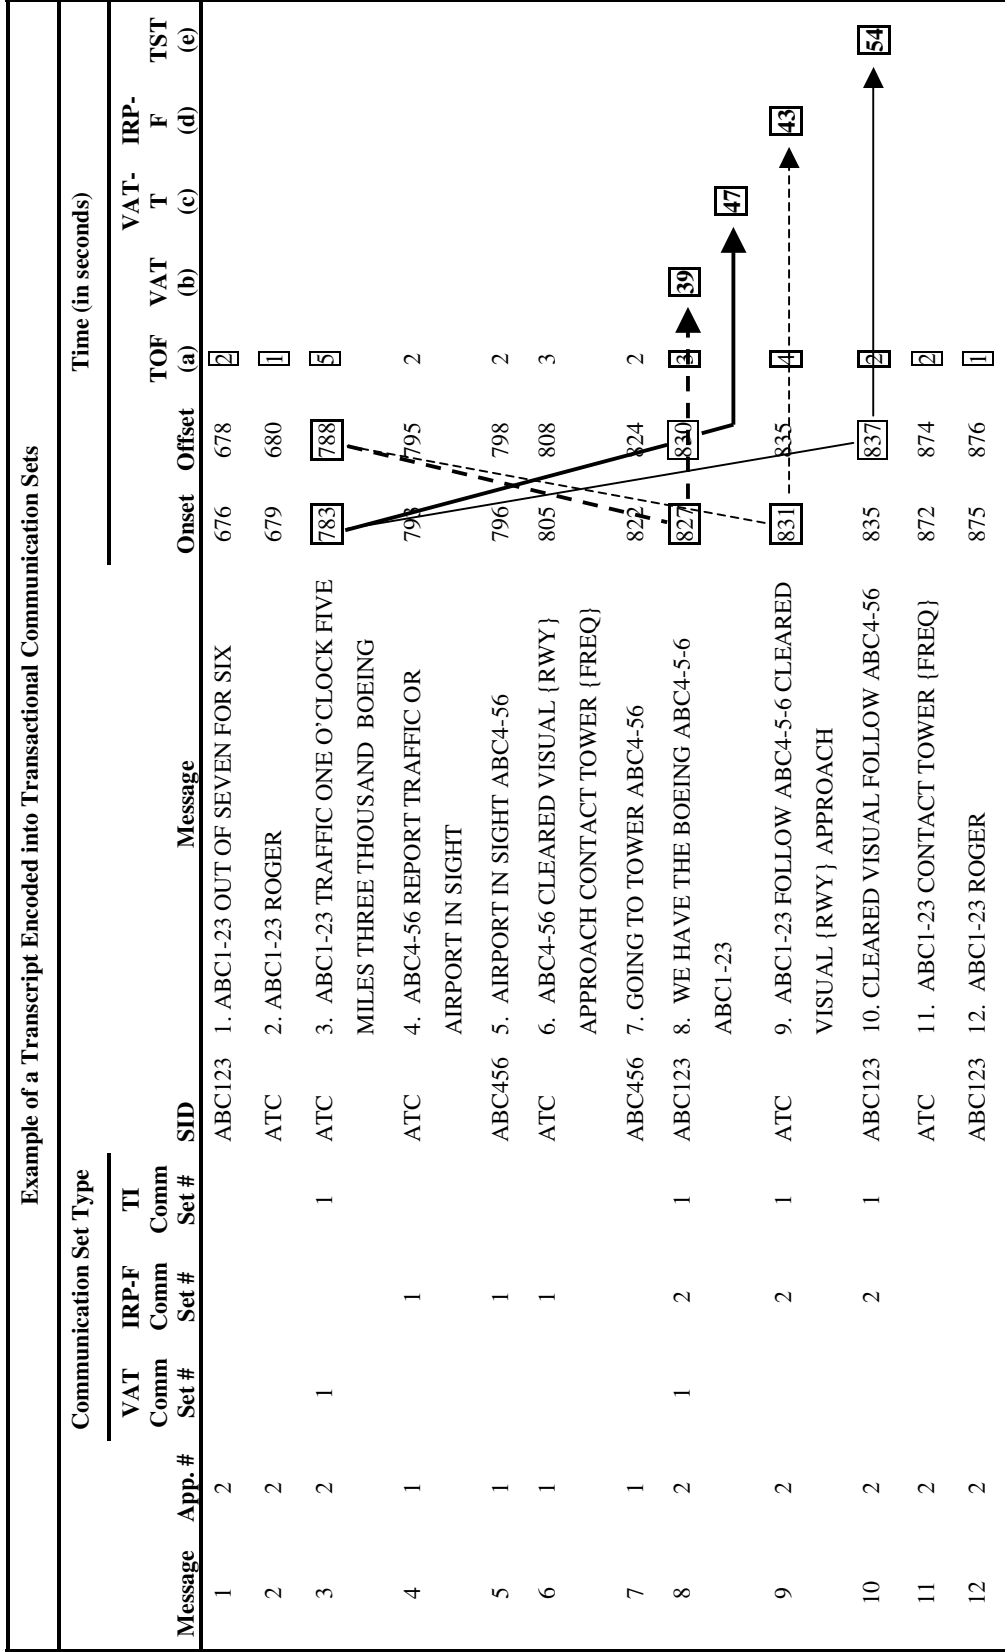 Example of a Transcript Encoded into Transactional Communication Sets
Communication Set Type Time (in seconds)
VAT IRP-F TI VAT- IRP-
Comm Comm Comm TOF VAT T F TST
Message App. # Set # Set # Set # SID Message Onset Offset (a) (b) (c) (d) (e)
1 2 ABC123 1. ABC1-23 OUT OF SEVEN FOR SIX 676 678 2
2 2 ATC 2. ABC1-23 ROGER 679 680 1
3 2 1 1 ATC 3. ABC1-23 TRAFFIC ONE O'CLOCK FIVE 783 788 5
MILES THREE THOUSAND BOEING
4 1 1 ATC 4. ABC4-56 REPORT TRAFFIC OR 793 795 2
AIRPORT IN SIGHT
5 1 1 ABC456 5. AIRPORT IN SIGHT ABC4-56 796 798 2
6 1 1 ATC 6. ABC4-56 CLEARED VISUAL {RWY} 805 808 3
APPROACH CONTACT TOWER {FREQ}
7 1 ABC456 7. GOING TO TOWER ABC4-56 822 824 2
8 2 1 2 1 ABC123 8. WE HAVE THE BOEING ABC4-5-6 827 830 3 39
ABC1-23 47
9 2 2 1 ATC 9. ABC1-23 FOLLOW ABC4-5-6 CLEARED 831 835 4 43
VISUAL {RWY} APPROACH
10 2 2 1 ABC123 10. CLEARED VISUAL FOLLOW ABC4-56 835 837 2 54
11 2 ATC 11. ABC1-23 CONTACT TOWER {FREQ} 872 874 2
12 2 ABC123 12. ABC1-23 ROGER 875 876 1